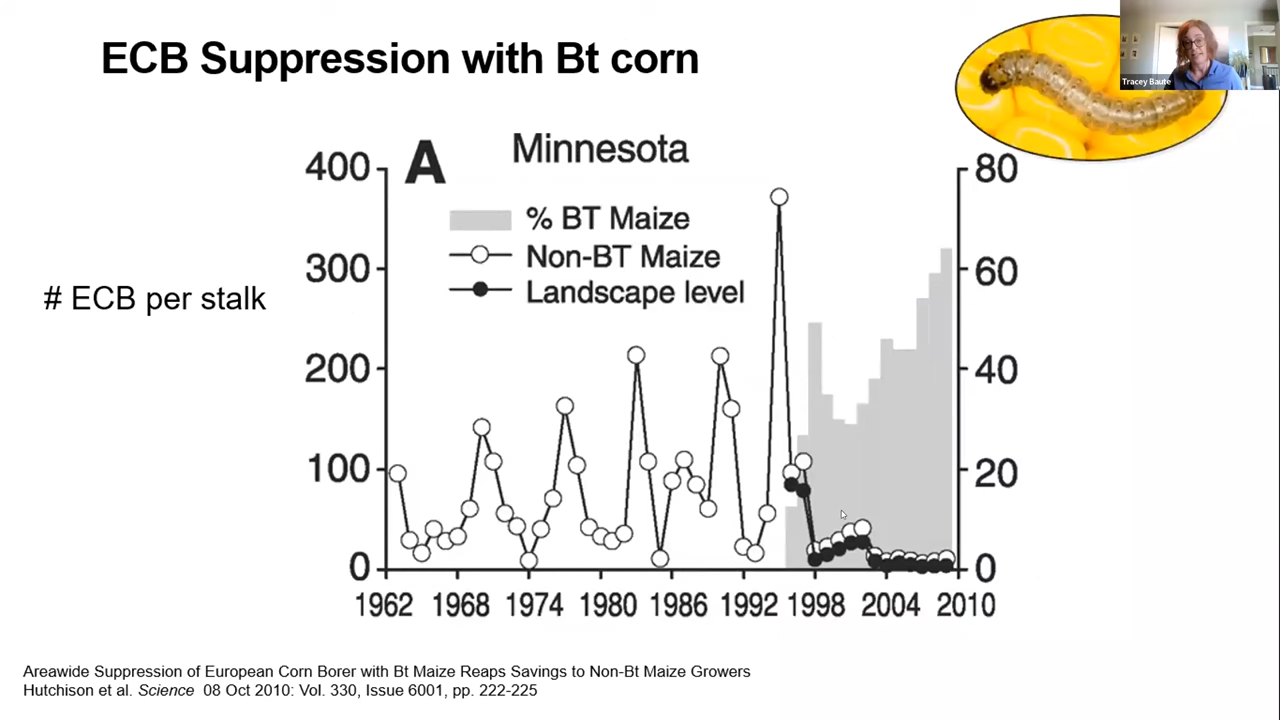 ECB Suppression with Bt corn
Tracey Baute
A Minnesota
% BT Maize
Non-BT Maize
Landscape level
# ECB per stalk
400
300
200
100
0
80
60
40
20
0
1962 1968 1974 1980 1986 1992 1998 2004 2010
Areawide Suppression of European Corn Borer with Bt Maize Reaps Savings to Non-Bt Maize Growers
Hutchison et al. Science 08 Oct 2010: Vol. 330, Issue 6001, pp. 222-225